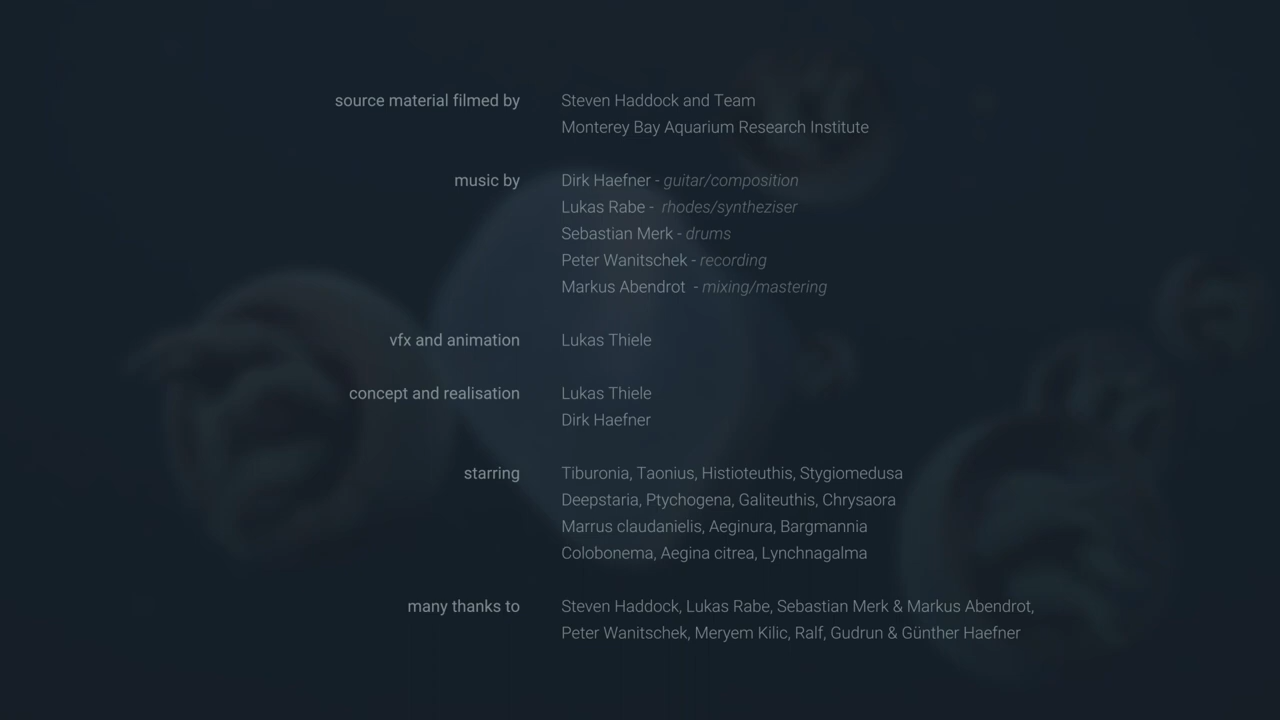 source material filmed by Steven Haddock and Team
Monterey Bay Aquarium Research Institute
music by Dirk Haefner - guitar/composition
Lukas Rabe - rhodes/syntheziser
Sebastian Merk - drums
Peter Wanitschek - recording
Markus Abendrot - mixing/mastering
vfx and animation Lukas Thiele
concept and realisation Lukas Thiele
Dirk Haefner
starring Tiburonia, Taonius, Histioteuthis, Stygiomedusa
Deepstaria, Ptychogena, Galiteuthis, Chrysaora
Marrus claudanielis, Aeginura, Bargmannia
Colobonema, Aegina citrea, Lynchnagalma
many thanks to Steven Haddock, Lukas Rabe, Sebastian Merk & Markus Abendrot,
Peter Wanitschek, Meryem Kilic, Ralf, Gudrun & Günther Haefner